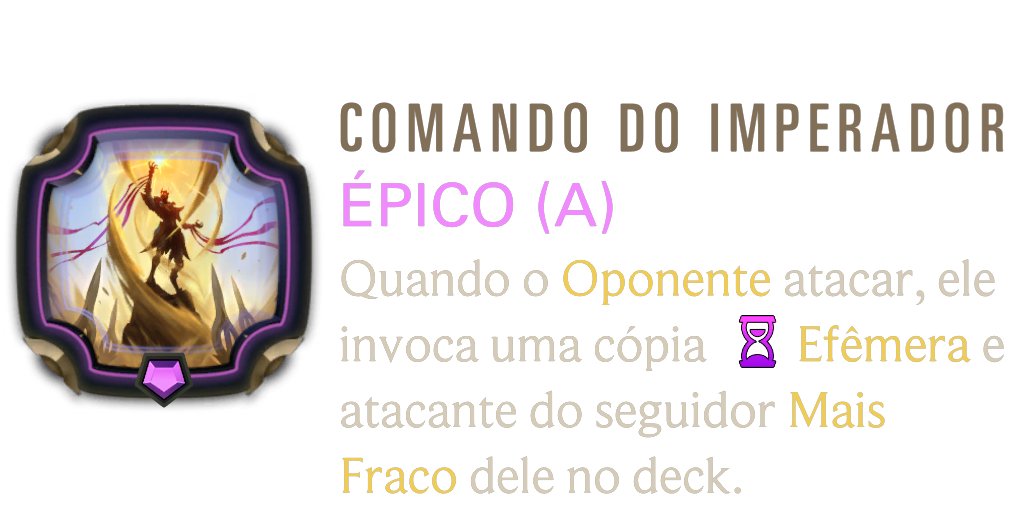 COMANDO DO IMPERADOR
ÉPICO (A)
Quando o Oponente atacar, ele
invoca uma cópia Efêmera e
atacante do seguidor Mais
Fraco dele no deck.